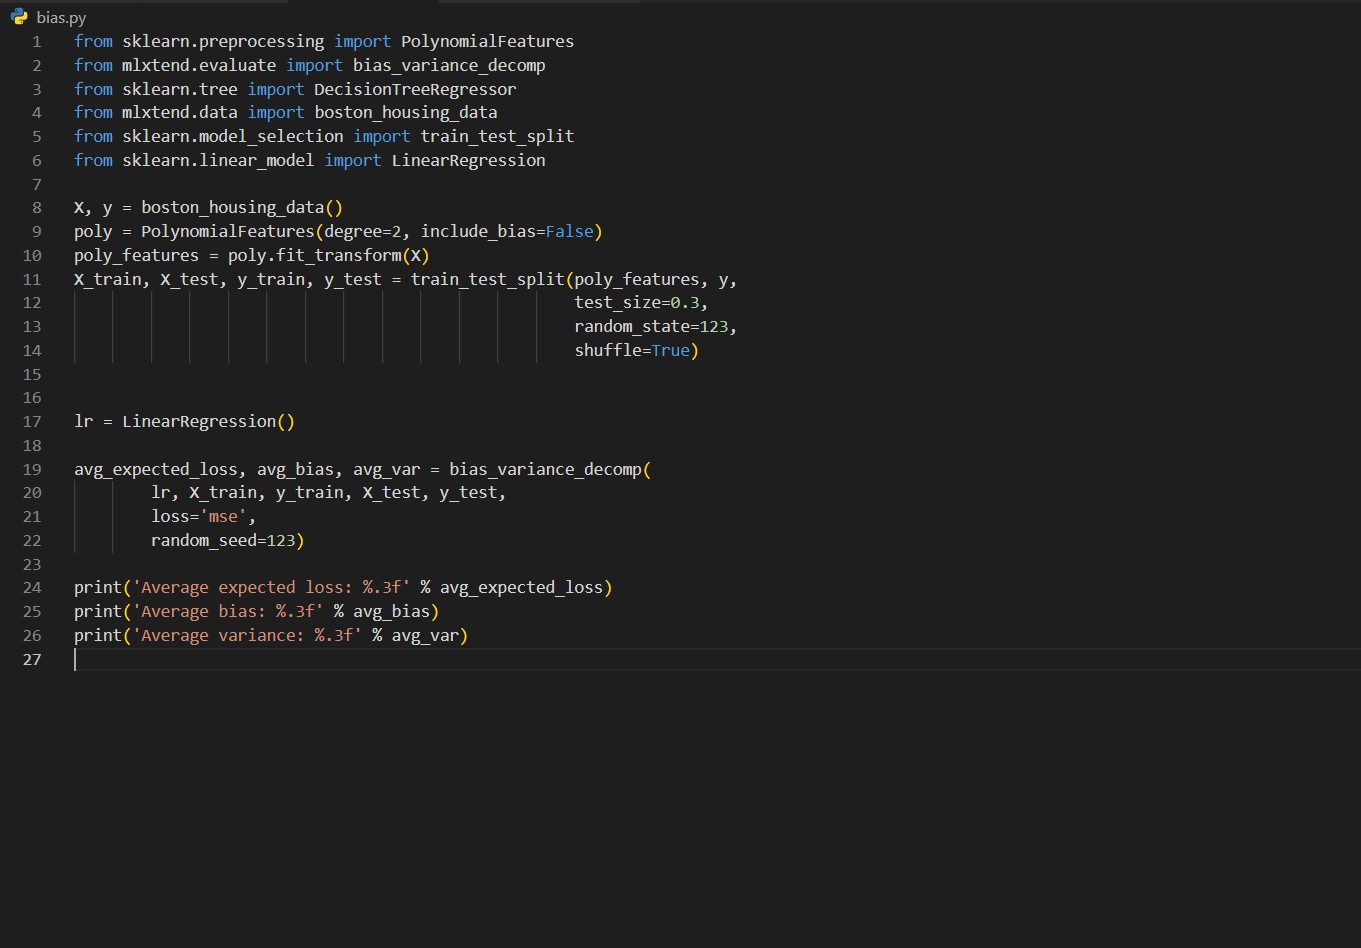 bias.py
1 from sklearn.preprocessing import PolynomialFeatures
2 from mlxtend.evaluate import bias_variance_decomp
3 from sklearn.tree import DecisionTreeRegressor
4 from mlxtend.data import boston_housing_data
5 from sklearn.model_selection import train_test_split
6 from sklearn.linear_model import LinearRegression
7
8 X, y = boston_housing_data()
9 poly = PolynomialFeatures(degree=2, include_bias=False)
10 poly_features = poly.fit_transform(X)
11 X_train, X_test, y_train, y_test = train_test_split(poly_features, y,
12 test_size=0.3,
13 random_state=123,
14 shuffle=True)
15
16
17 lr = LinearRegression()
18
19 avg_expected_loss, avg_bias, avg_var = bias_variance_decomp(
20 lr, X_train, y_train, X_test, y_test,
21 loss='mse',
22 random_seed=123)
23
24 print('Average expected loss: %.3f' % avg_expected_loss)
25 print('Average bias: %.3f' % avg_bias)
26 print('Average variance: %.3f' % avg_var)
27